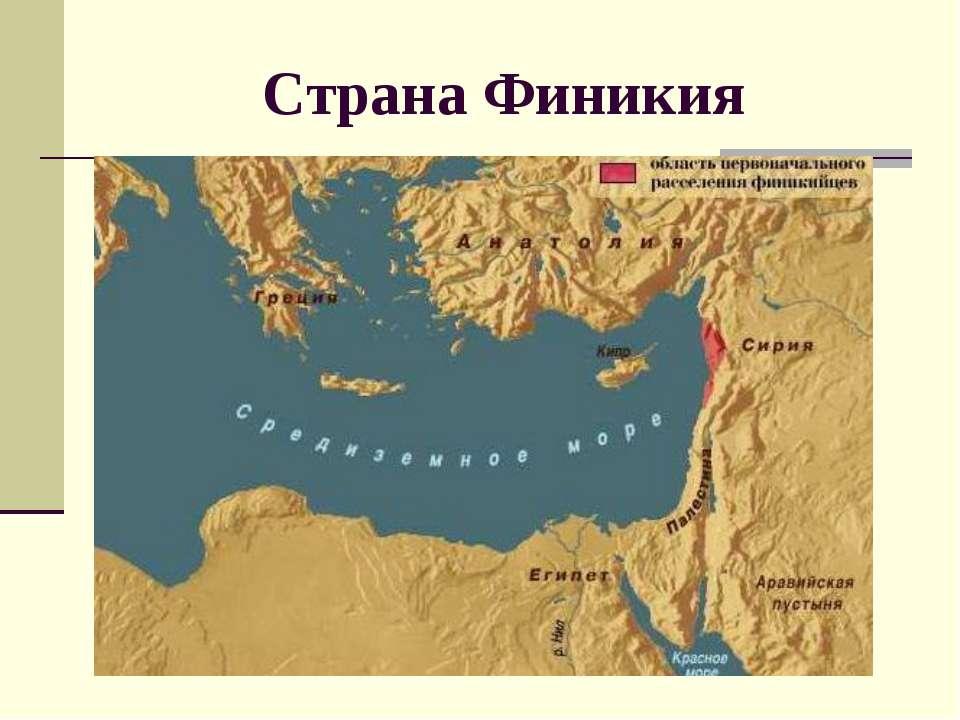 Страна Финикия
область первоначального
расселения финикийцев
Анатолия
Греция
Кипр
Сирия
Средиземное море
Палестина
Египет
Аравийская
пустыня
р. Нил
Красное
море